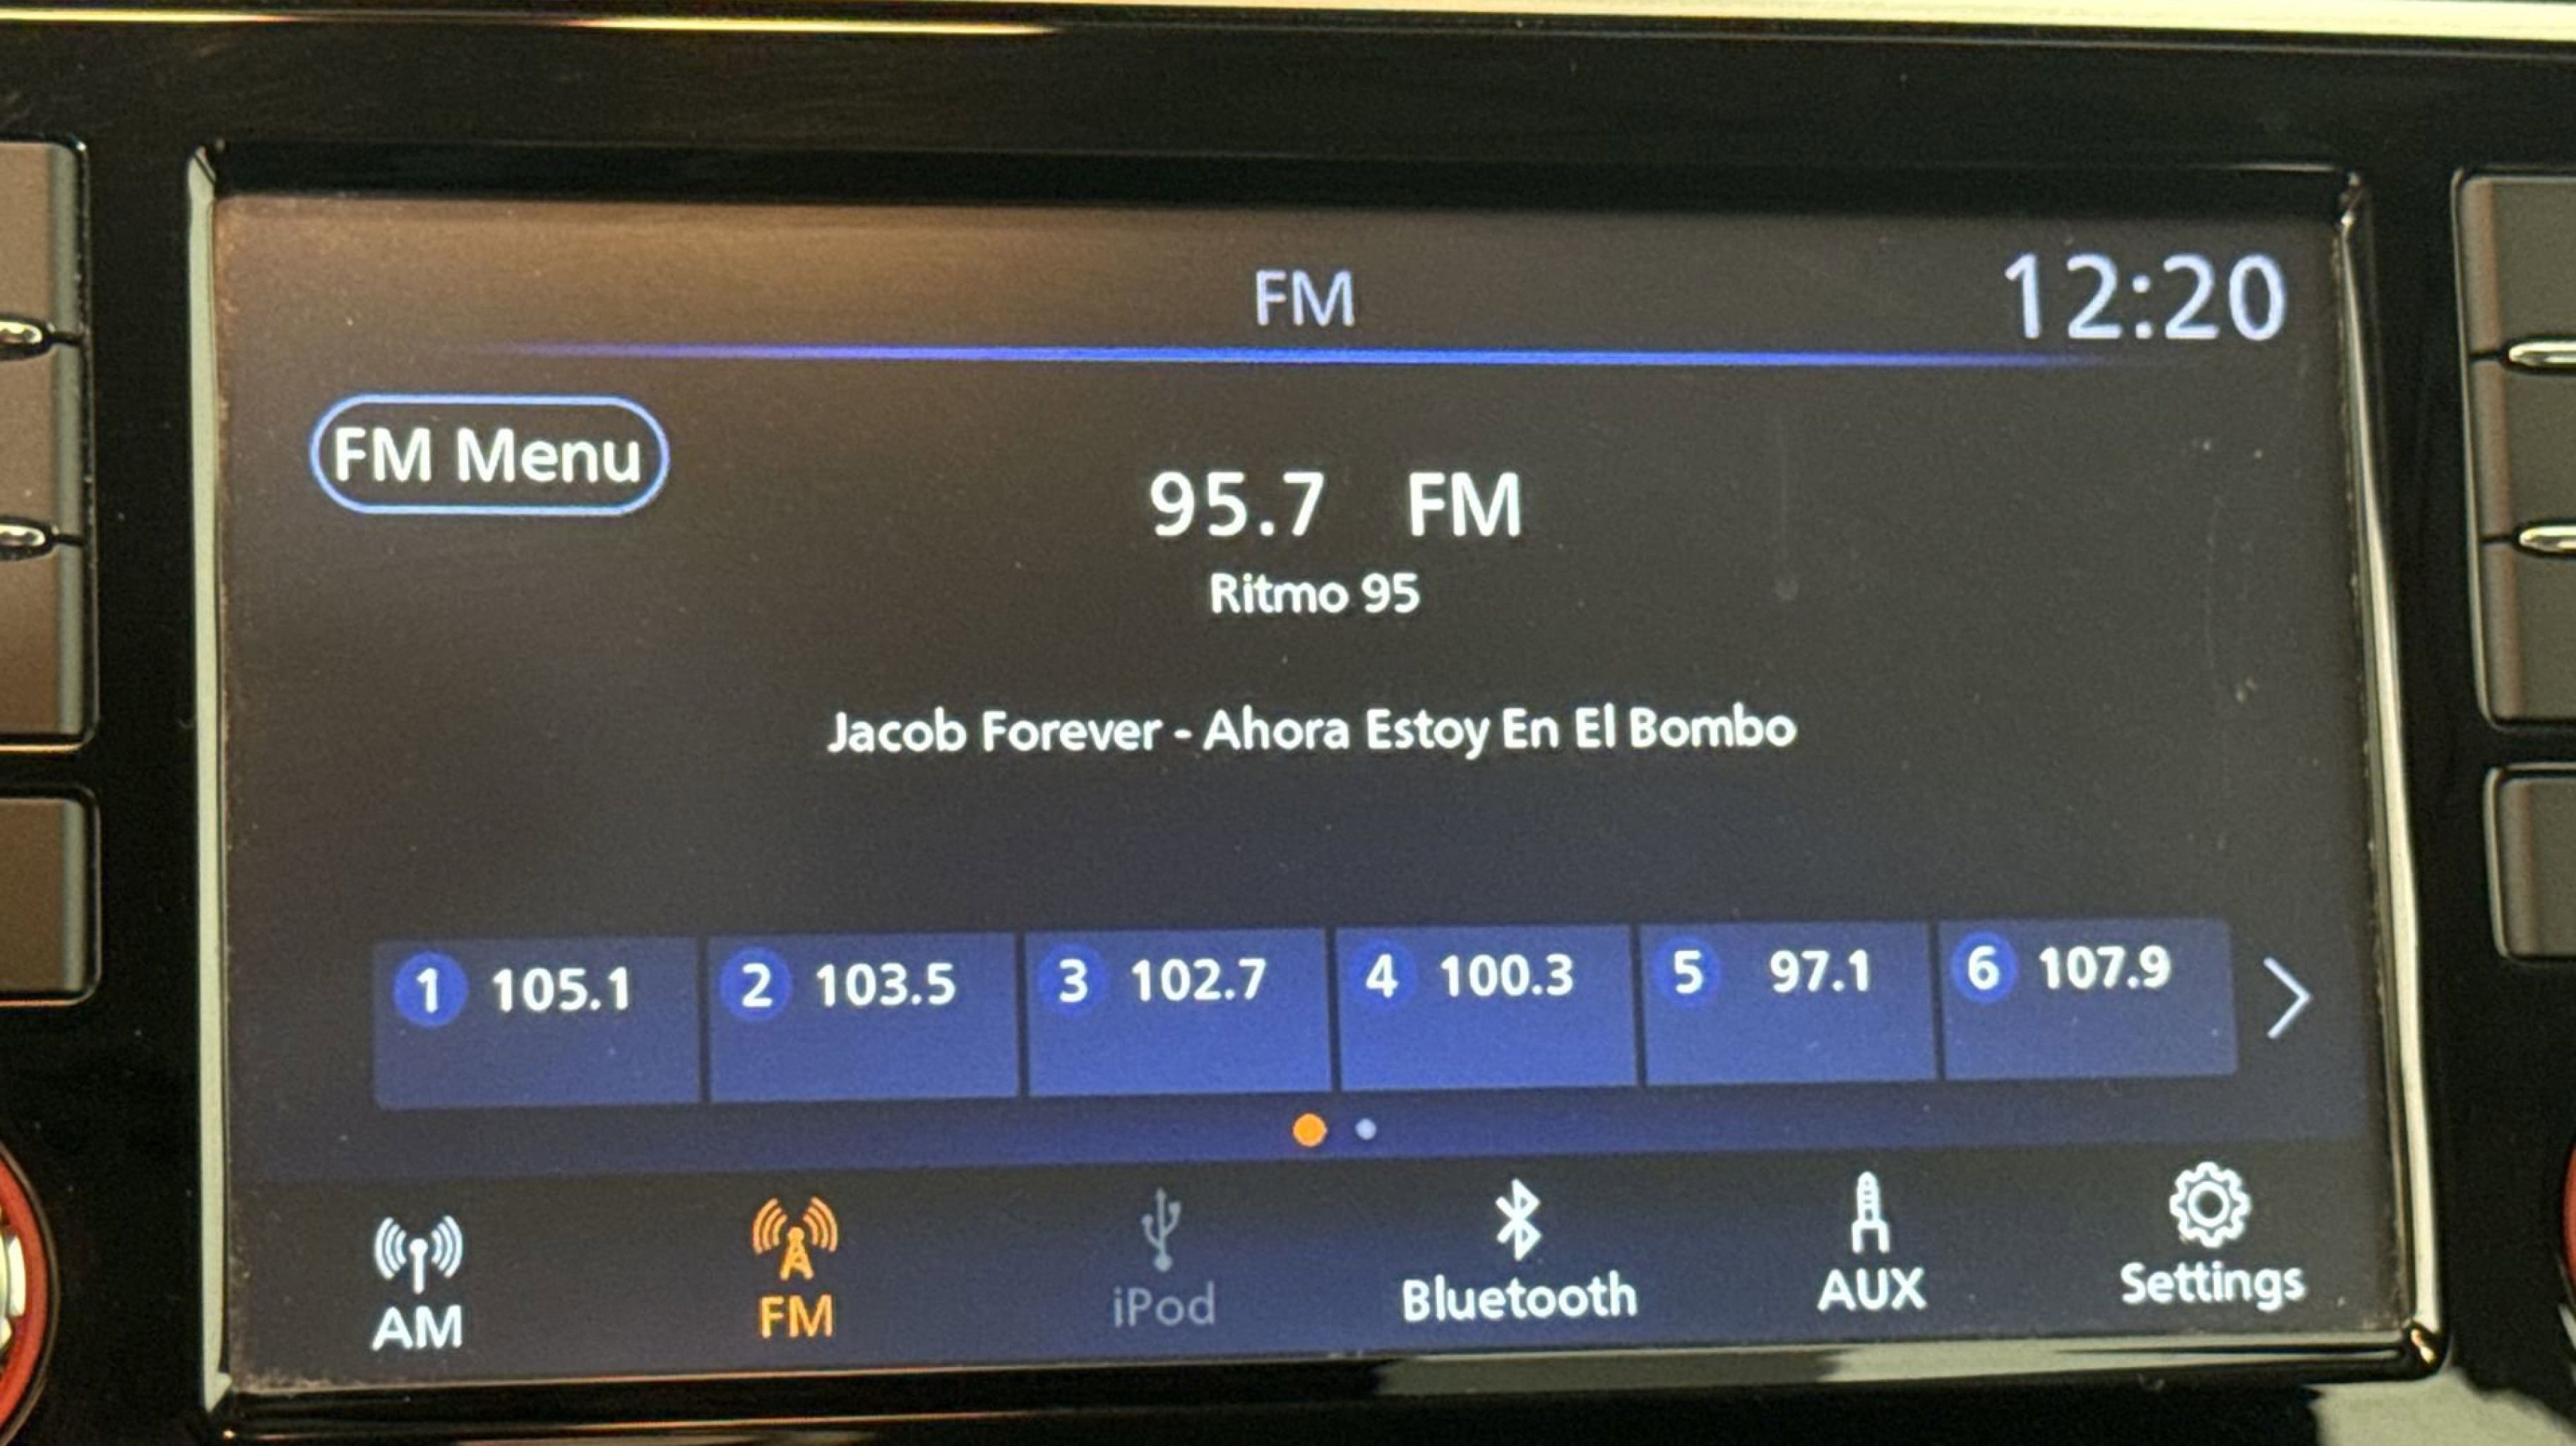 FM 12:20
FM Menu
95.7 FM
Ritmo 95
Jacob Forever - Ahora Estoy En El Bombo
1 105.1 2 103.5 3 102.7 4 100.3 5 97.1 6 107.9
AM FM iPod Bluetooth AUX Settings